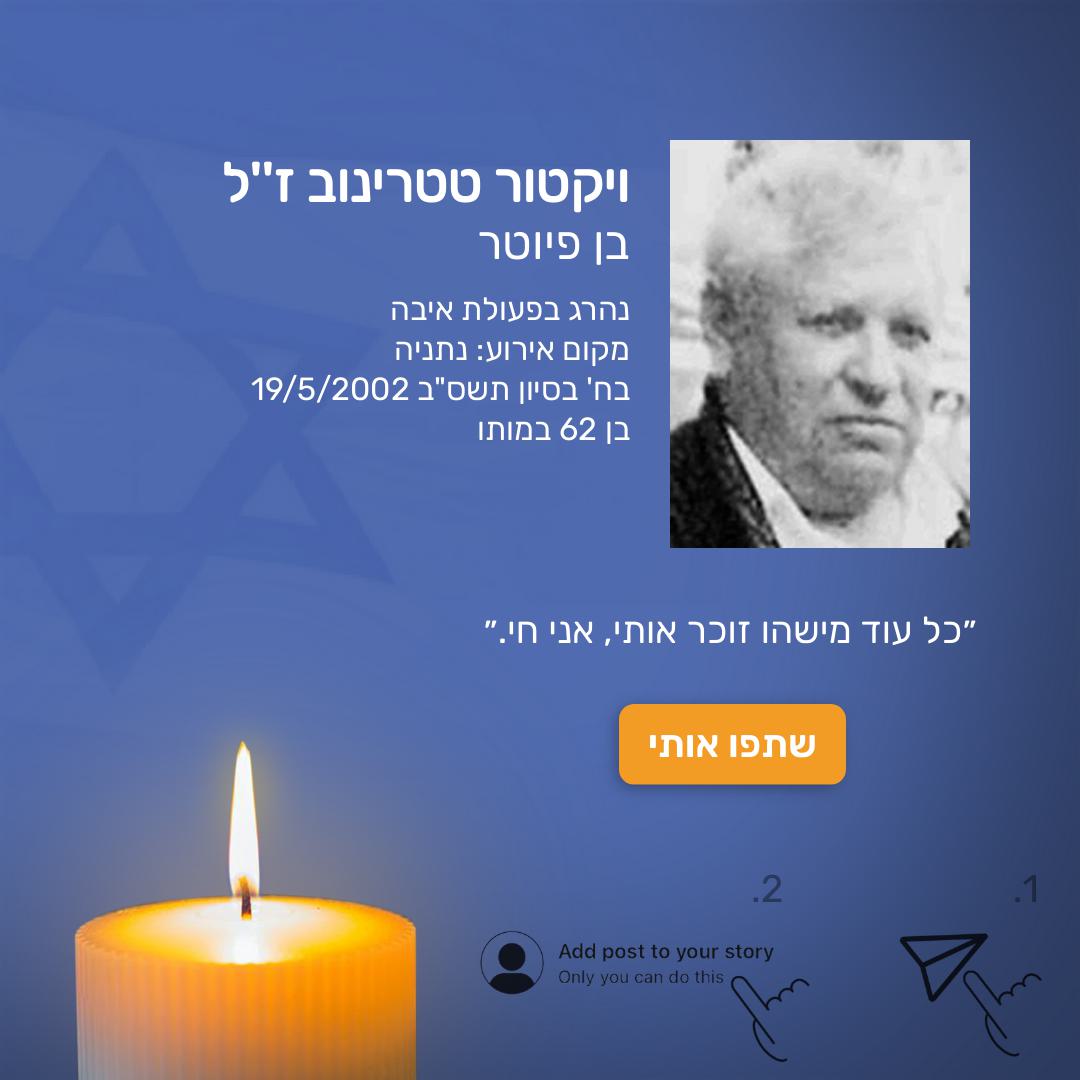 ויקטור טטרינוב ז''ל
בן פיוטר
נהרג בפעולת איבה
מקום אירוע: נתניה
בח' בסיון תשס"ב 19/5/2002
בן 62 במותו
״כל עוד מישהו זוכר אותי, אני חי.״
שתפו אותי
1.
2.
Add post to your story
Only you can do this